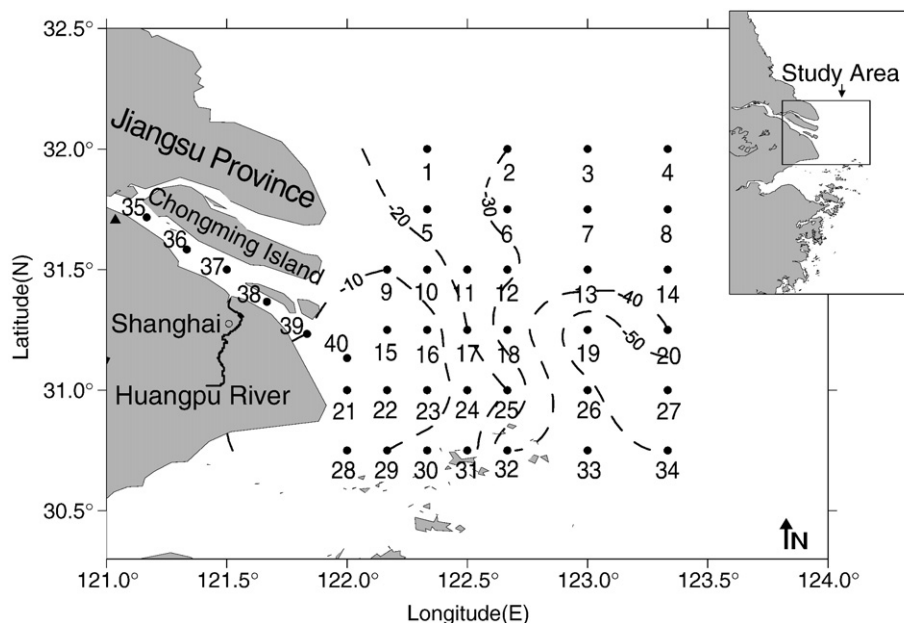 32.5°
32.0°
31.5°
31.0°
30.5°
Latitude(N)
121.0°
121.5°
122.0°
122.5°
123.0°
123.5°
124.0°
Longitude(E)
Study Area
Jiangsu Province
Chongming Island
Shanghai
Huangpu River
-10
-20
-30
-40
-50
1 2 3 4
5 6 7 8
35
36
37
38
39
40
9 10 11 12 13 14
15 16 17 18 19 20
21 22 23 24 25 26 27
28 29 30 31 32 33 34
N